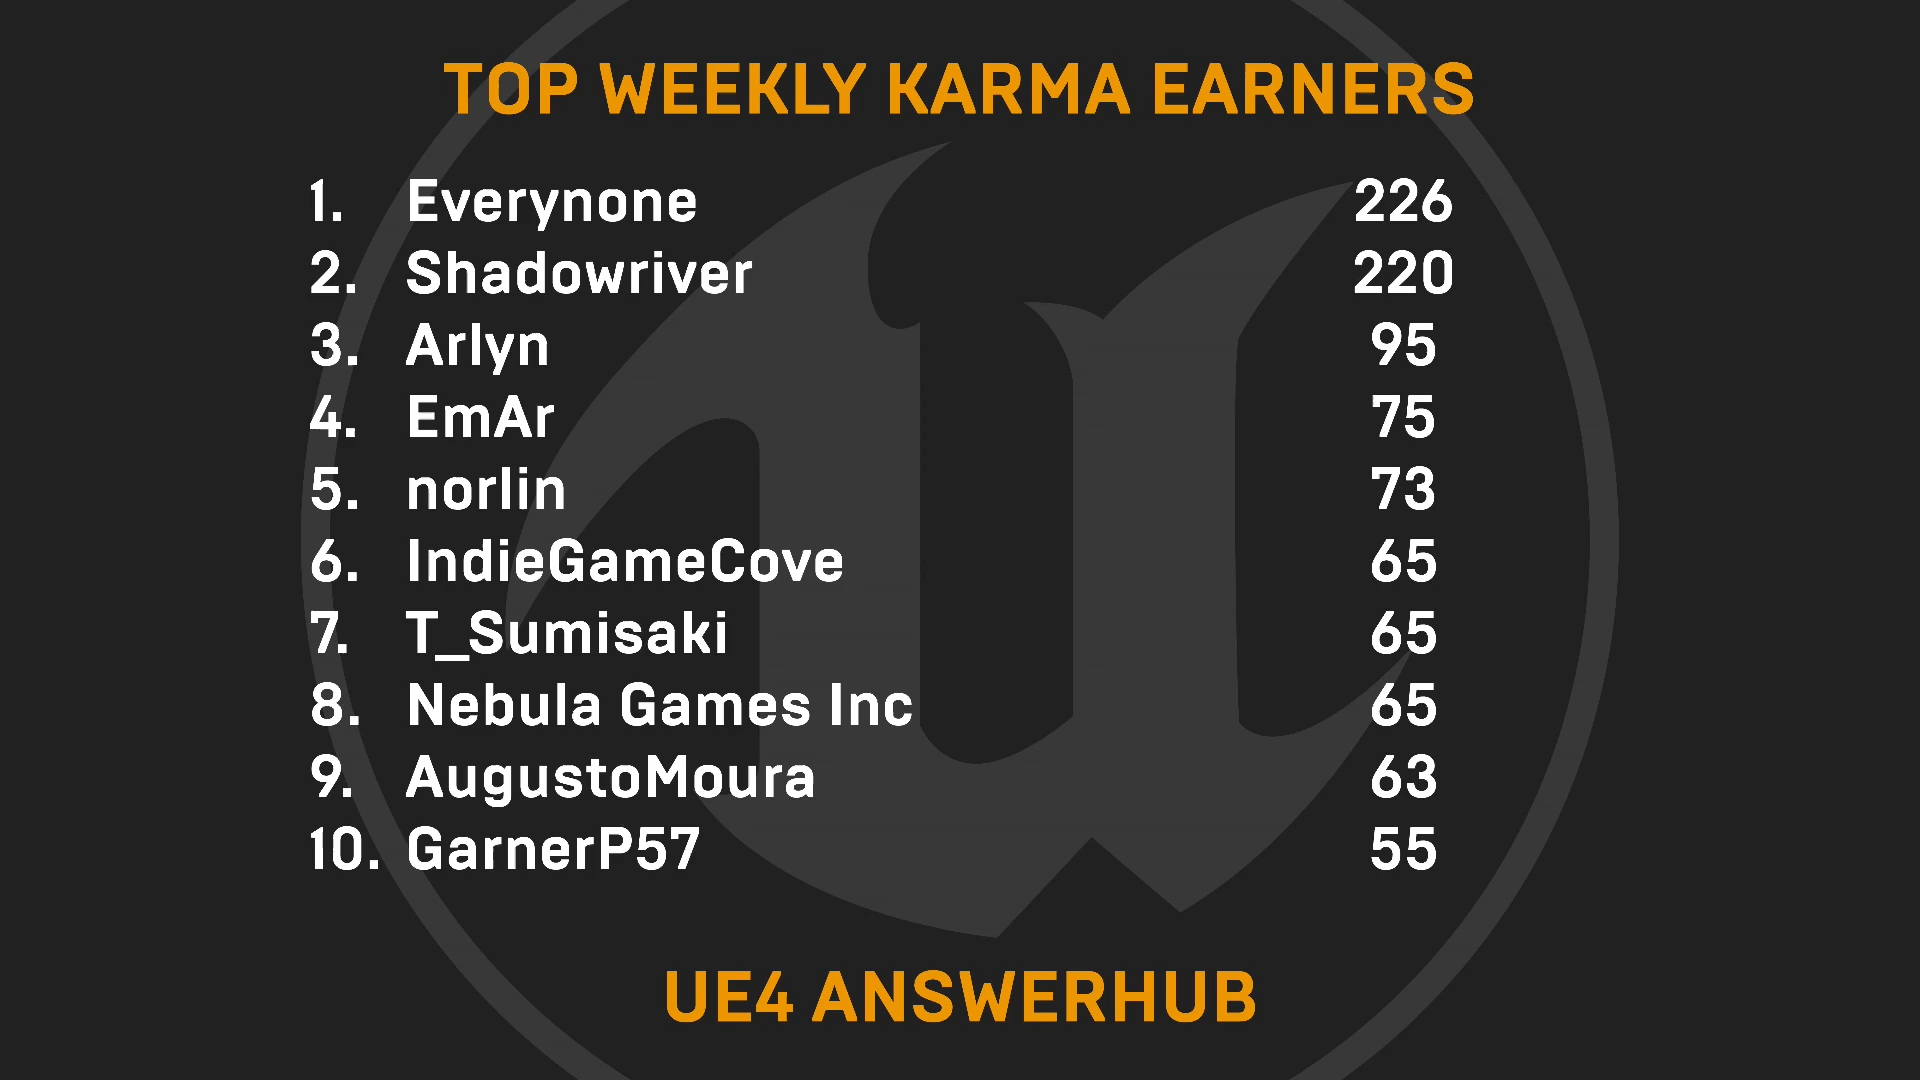 TOP WEEKLY KARMA EARNERS
1. Everynone 226
2. Shadowriver 220
3. Arlyn 95
4. EmAr 75
5. norlin 73
6. IndieGameCove 65
7. T_Sumisaki 65
8. Nebula Games Inc 65
9. AugustoMoura 63
10. GarnerP57 55
UE4 ANSWERHUB